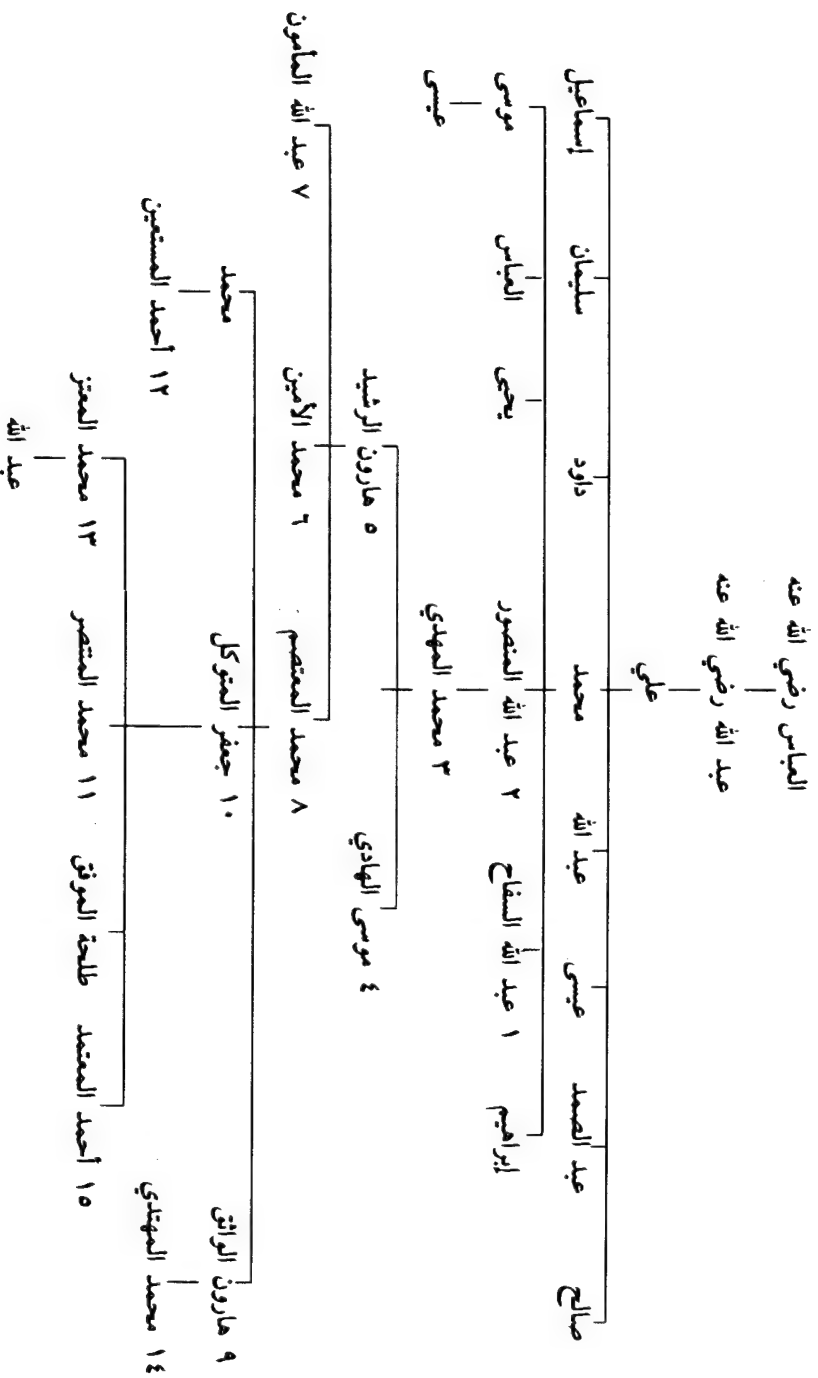 العباس رضي الله عنه
عبد الله رضي الله عنه
علي
صالح عبد الصمد عيسى عبد الله محمد داود سليمان إسماعيل
إبراهيم ١ عبد الله السفاح ٢ عبد الله المنصور يحيى العباس موسى
٣ محمد المهدي عيسى
٤ موسى الهادي ٥ هارون الرشيد
٨ محمد المعتصم ٦ محمد الأمين ٧ عبد الله المأمون
٩ هارون الواثق ١٠ جعفر المتوكل محمد
١٤ محمد المهتدي ١٢ أحمد المستعين
١٥ أحمد المعتمد طلحة الموفق ١١ محمد المنتصر ١٣ محمد المعتز
عبد الله